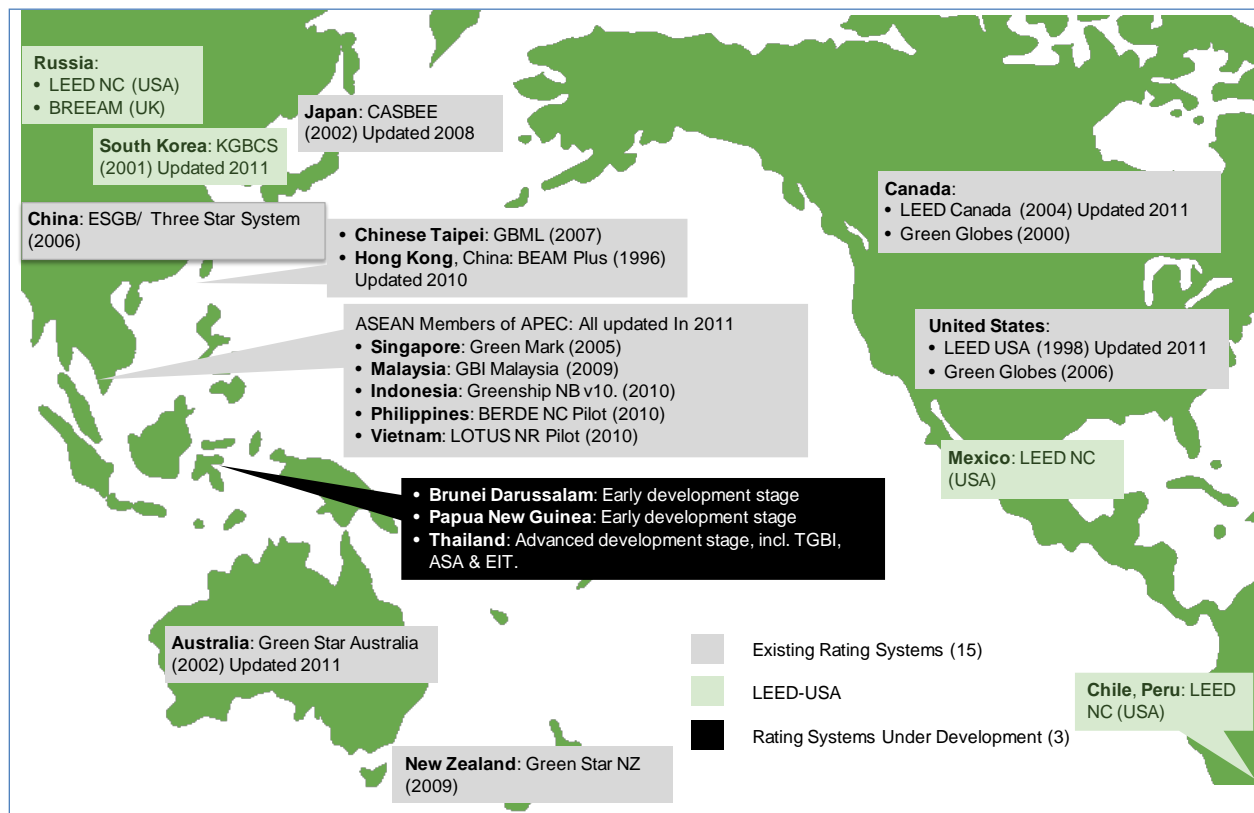 Russia:
• LEED NC (USA)
• BREEAM (UK)
Japan: CASBEE
(2002) Updated 2008
South Korea: KGBCS
(2001) Updated 2011
China: ESGB/ Three Star System
(2006)
• Chinese Taipei: GBML (2007)
• Hong Kong, China: BEAM Plus (1996)
Updated 2010
Canada:
• LEED Canada (2004) Updated 2011
• Green Globes (2000)
ASEAN Members of APEC: All updated In 2011
• Singapore: Green Mark (2005)
• Malaysia: GBI Malaysia (2009)
• Indonesia: Greenship NB v10. (2010)
• Philippines: BERDE NC Pilot (2010)
• Vietnam: LOTUS NR Pilot (2010)
United States:
• LEED USA (1998) Updated 2011
• Green Globes (2006)
Mexico: LEED NC
(USA)
• Brunei Darussalam: Early development stage
• Papua New Guinea: Early development stage
• Thailand: Advanced development stage, incl. TGBI,
ASA & EIT.
Australia: Green Star Australia
(2002) Updated 2011
Existing Rating Systems (15)
LEED-USA
Rating Systems Under Development (3)
Chile, Peru: LEED
NC (USA)
New Zealand: Green Star NZ
(2009)